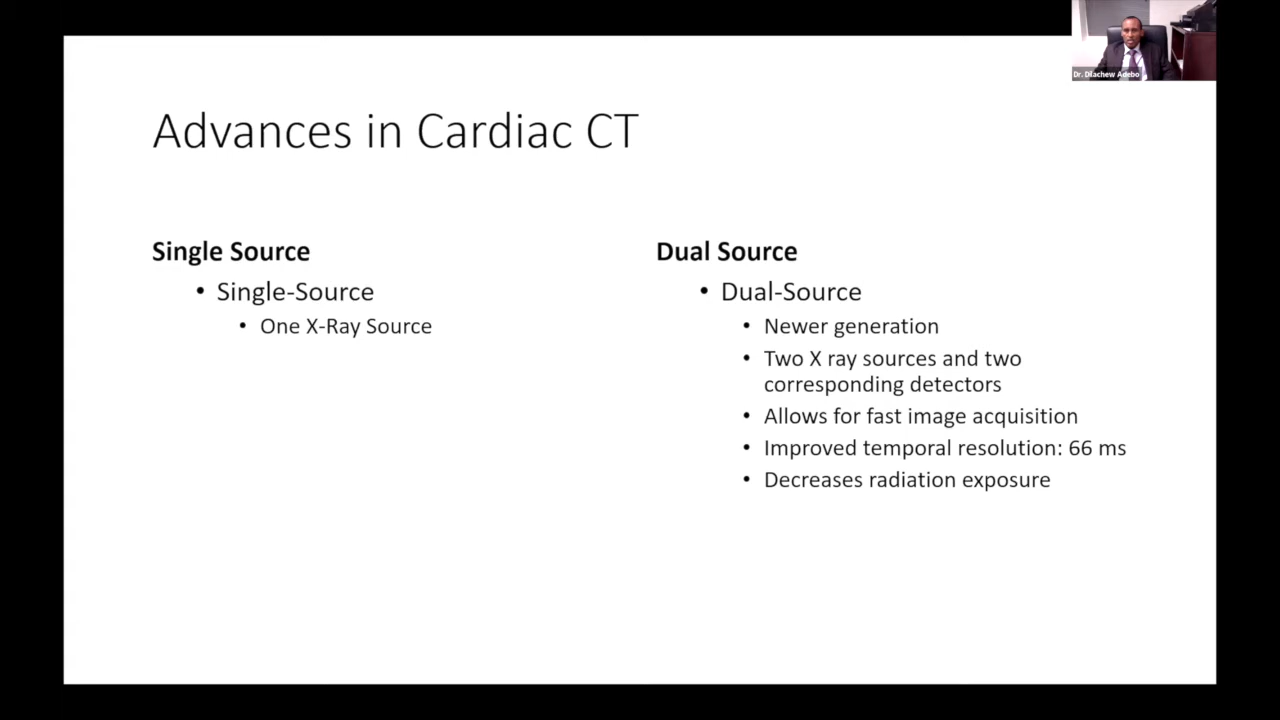 Dr. Dilachew Adebo
Advances in Cardiac CT
Single Source
• Single-Source
• One X-Ray Source
Dual Source
• Dual-Source
• Newer generation
• Two X ray sources and two
corresponding detectors
• Allows for fast image acquisition
• Improved temporal resolution: 66 ms
• Decreases radiation exposure